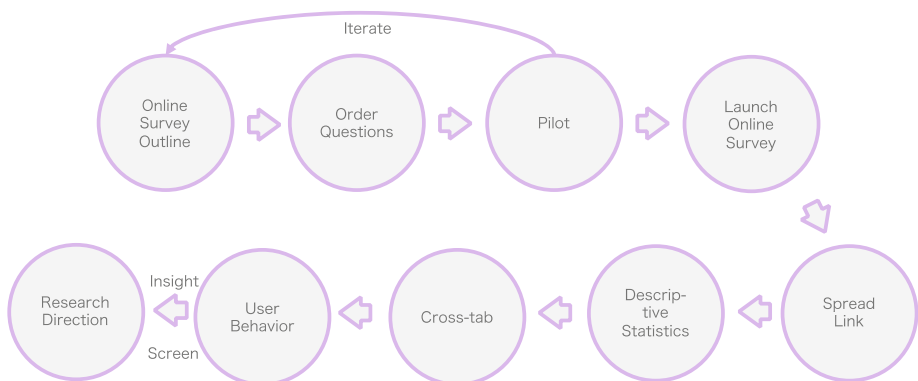 Iterate
Online
Survey
Outline
Order
Questions
Pilot
Launch
Online
Survey
Research
Direction
Insight
Screen
User
Behavior
Cross-tab
Descrip-
tive
Statistics
Spread
Link